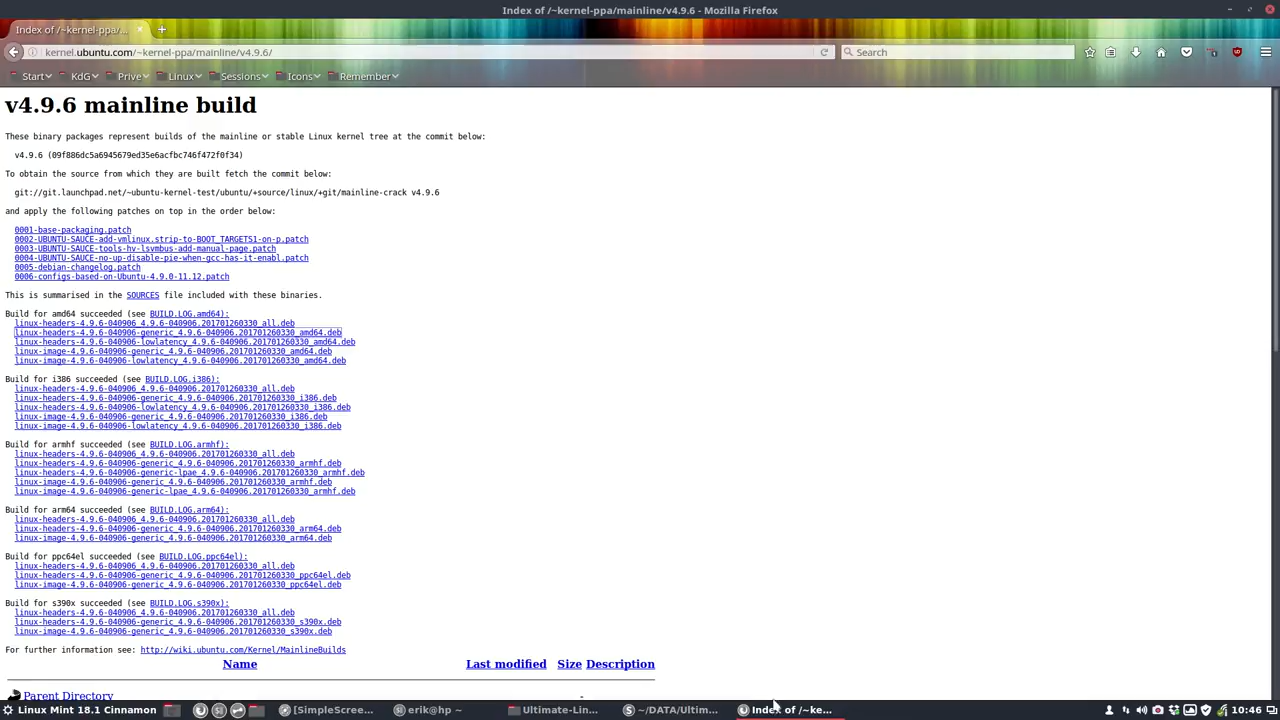 Index of /~kernel-ppa/mainline/v4.9.6 - Mozilla Firefox
Index of /~kernel-ppa/...
kernel.ubuntu.com/~kernel-ppa/mainline/v4.9.6/
Search
Start KdG Prive Linux Sessions Icons Remember
v4.9.6 mainline build
These binary packages represent builds of the mainline or stable Linux kernel tree at the commit below:
v4.9.6 (09f886dc5a6945679ed35e6acfbc746f472f0f34)
To obtain the source from which they are built fetch the commit below:
git://git.launchpad.net/~ubuntu-kernel-test/ubuntu/+source/linux/+git/mainline-crack v4.9.6
and apply the following patches on top in the order below:
0001-base-packaging.patch
0002-UBUNTU-SAUCE-add-vmlinux.strip-to-BOOT_TARGETS1-on-p.patch
0003-UBUNTU-SAUCE-tools-hv-lsvmbus-add-manual-page.patch
0004-UBUNTU-SAUCE-no-up-disable-pie-when-gcc-has-it-enabl.patch
0005-debian-changelog.patch
0006-configs-based-on-Ubuntu-4.9.0-11.12.patch
This is summarised in the SOURCES file included with these binaries.
Build for amd64 succeeded (see BUILD.LOG.amd64):
linux-headers-4.9.6-040906_4.9.6-040906.201701260330_all.deb
linux-headers-4.9.6-040906-generic_4.9.6-040906.201701260330_amd64.deb
linux-headers-4.9.6-040906-lowlatency_4.9.6-040906.201701260330_amd64.deb
linux-image-4.9.6-040906-generic_4.9.6-040906.201701260330_amd64.deb
linux-image-4.9.6-040906-lowlatency_4.9.6-040906.201701260330_amd64.deb
Build for i386 succeeded (see BUILD.LOG.i386):
linux-headers-4.9.6-040906_4.9.6-040906.201701260330_all.deb
linux-headers-4.9.6-040906-generic_4.9.6-040906.201701260330_i386.deb
linux-headers-4.9.6-040906-lowlatency_4.9.6-040906.201701260330_i386.deb
linux-image-4.9.6-040906-generic_4.9.6-040906.201701260330_i386.deb
linux-image-4.9.6-040906-lowlatency_4.9.6-040906.201701260330_i386.deb
Build for armhf succeeded (see BUILD.LOG.armhf):
linux-headers-4.9.6-040906_4.9.6-040906.201701260330_all.deb
linux-headers-4.9.6-040906-generic_4.9.6-040906.201701260330_armhf.deb
linux-headers-4.9.6-040906-generic-lpae_4.9.6-040906.201701260330_armhf.deb
linux-image-4.9.6-040906-generic_4.9.6-040906.201701260330_armhf.deb
linux-image-4.9.6-040906-generic-lpae_4.9.6-040906.201701260330_armhf.deb
Build for arm64 succeeded (see BUILD.LOG.arm64):
linux-headers-4.9.6-040906_4.9.6-040906.201701260330_all.deb
linux-headers-4.9.6-040906-generic_4.9.6-040906.201701260330_arm64.deb
linux-image-4.9.6-040906-generic_4.9.6-040906.201701260330_arm64.deb
Build for ppc64el succeeded (see BUILD.LOG.ppc64el):
linux-headers-4.9.6-040906_4.9.6-040906.201701260330_all.deb
linux-headers-4.9.6-040906-generic_4.9.6-040906.201701260330_ppc64el.deb
linux-image-4.9.6-040906-generic_4.9.6-040906.201701260330_ppc64el.deb
Build for s390x succeeded (see BUILD.LOG.s390x):
linux-headers-4.9.6-040906_4.9.6-040906.201701260330_all.deb
linux-headers-4.9.6-040906-generic_4.9.6-040906.201701260330_s390x.deb
linux-image-4.9.6-040906-generic_4.9.6-040906.201701260330_s390x.deb
For further information see: http://wiki.ubuntu.com/Kernel/MainlineBuilds
Name Last modified Size Description
Parent Directory -
Linux Mint 18.1 Cinnamon [SimpleScree... erik@hp ~ Ultimate-Lin... ~/DATA/Ultim... Index of /~ke... 10:46